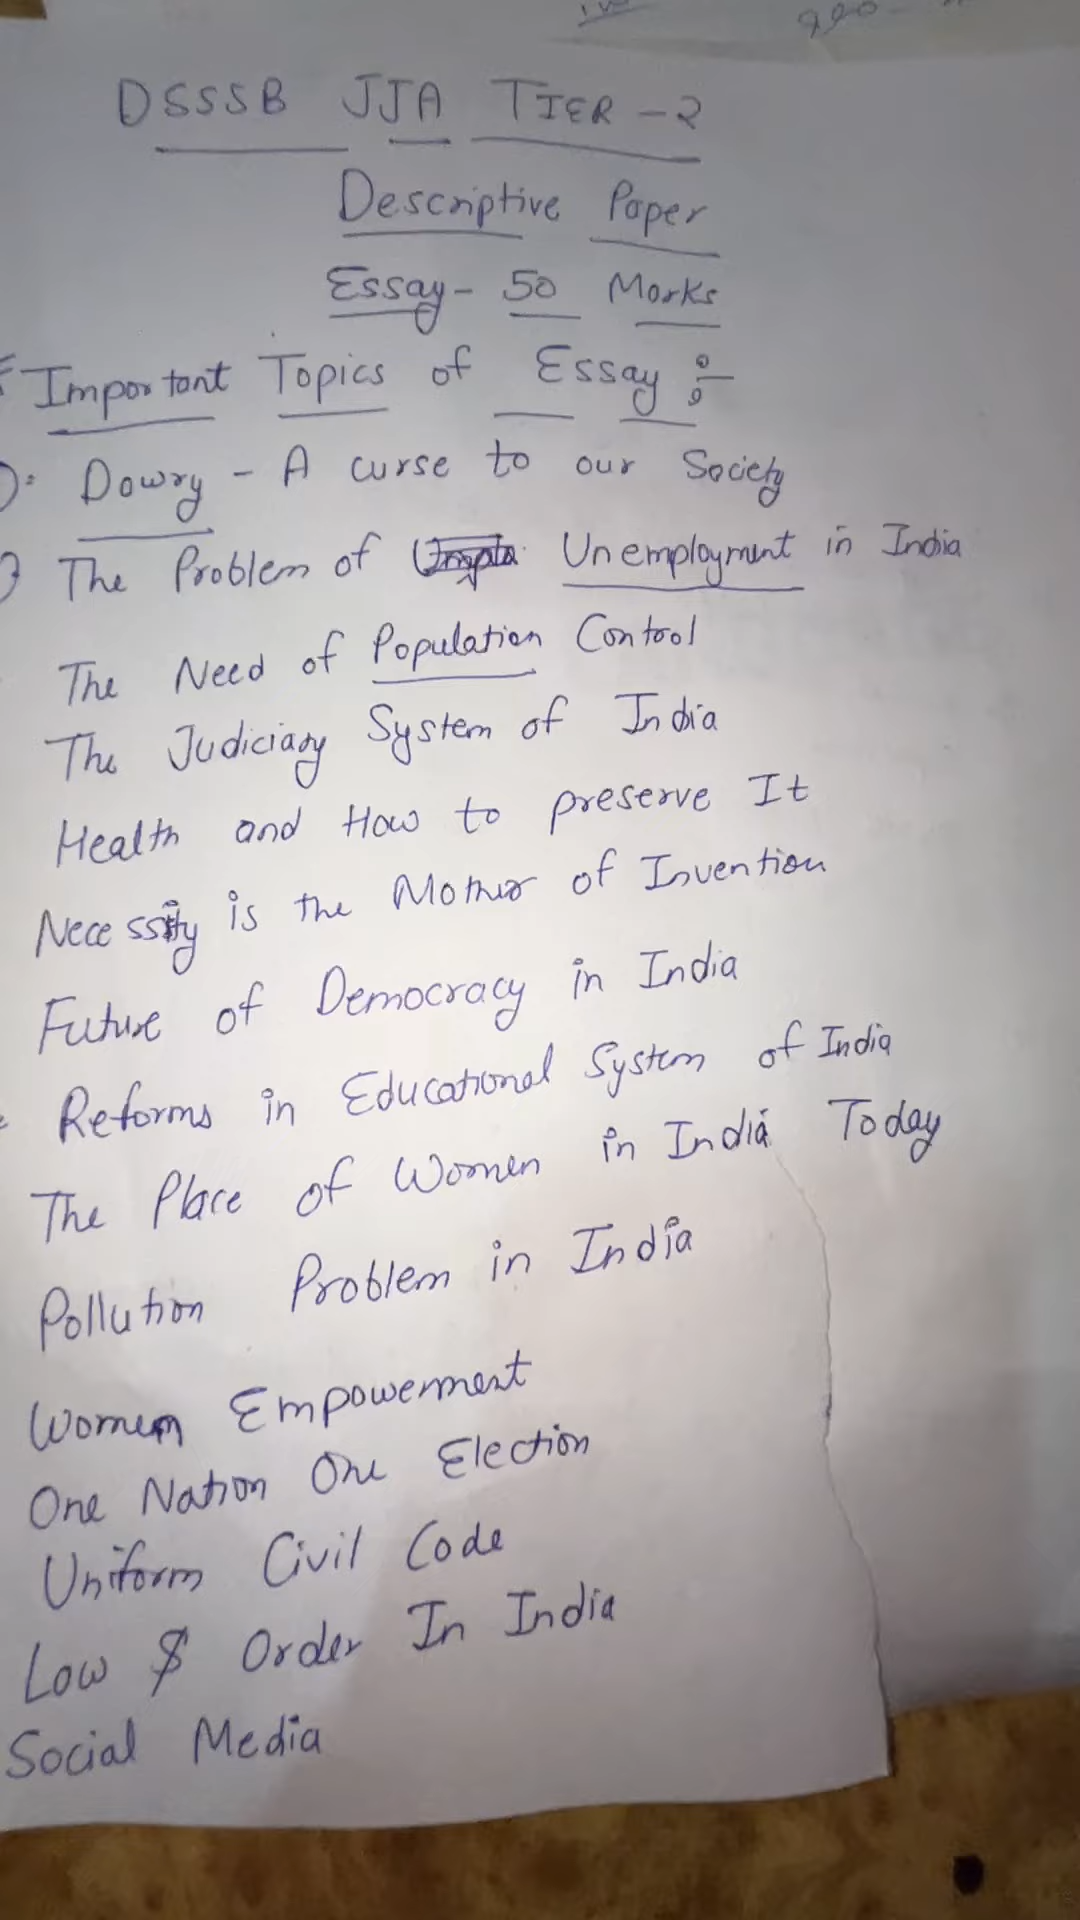 DSSSB JJA TIER-2
Descriptive Paper
Essay- 50 Marks
Important Topics of Essay :-
Dowry - A curse to our Society
The Problem of Unemployment in India
The Need of Population Control
The Judiciary System of India
Health and How to preserve It
Necessity is the Mother of Invention
Future of Democracy in India
Reforms in Educational System of India
The Place of Women in India Today
Pollution Problem in India
Women Empowerment
One Nation One Election
Uniform Civil Code
Low $ Order In India
Social Media